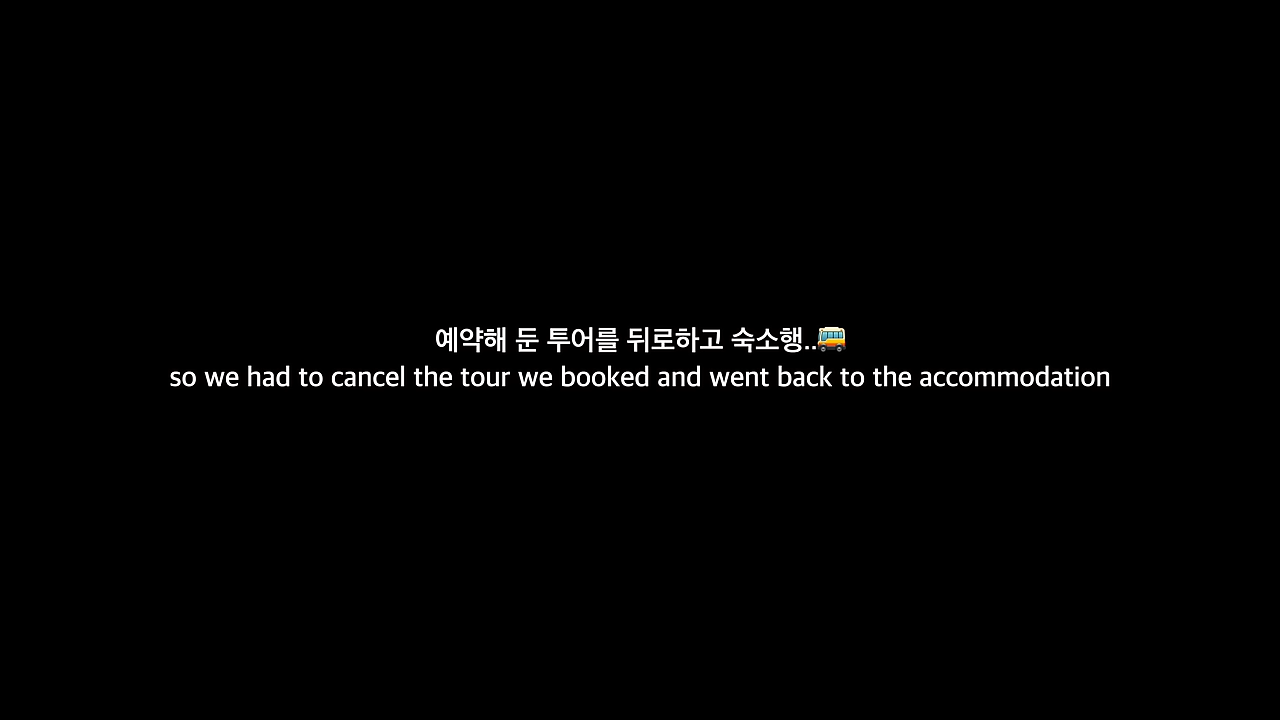 예약해 둔 투어를 뒤로하고 숙소행..🚌
so we had to cancel the tour we booked and went back to the accommodation